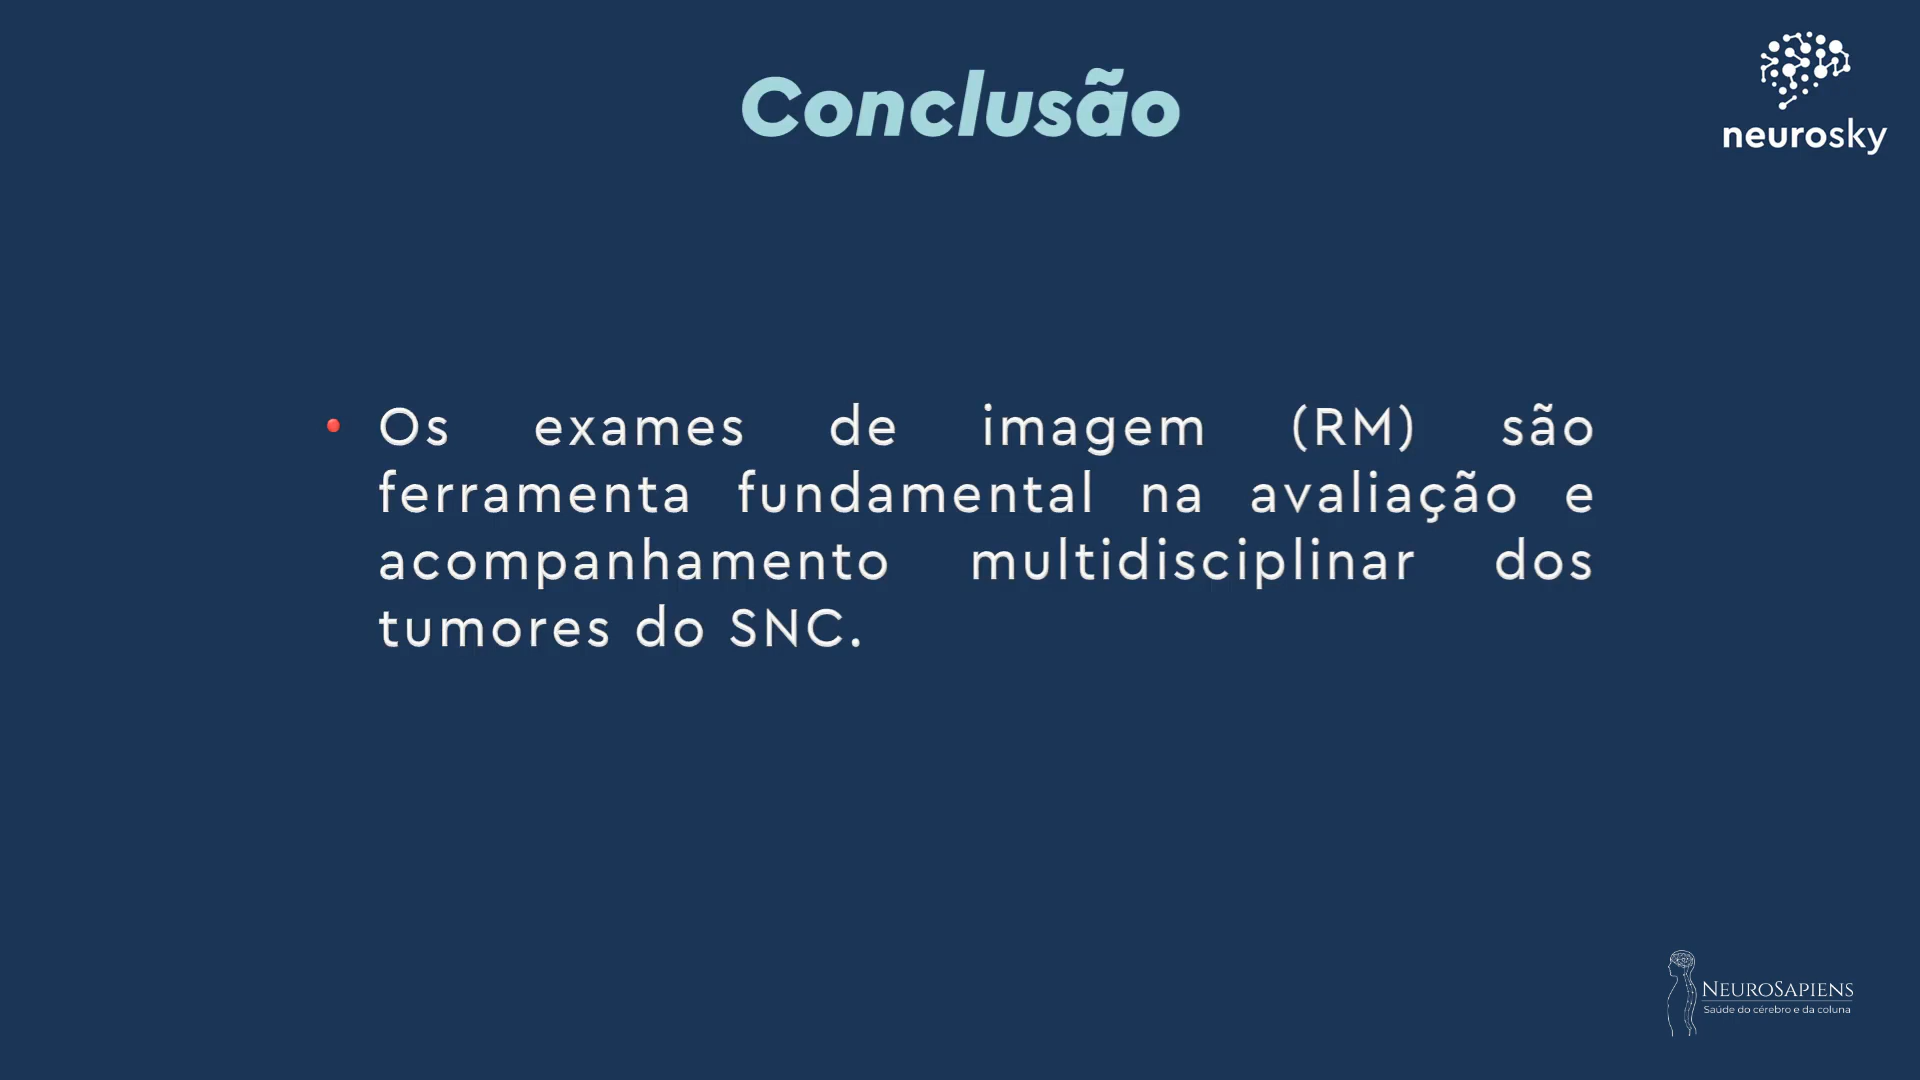 Conclusão
neurosky
• Os exames de imagem (RM) são
ferramenta fundamental na avaliação e
acompanhamento multidisciplinar dos
tumores do SNC.
NEUROSAPIENS
Saúde do cérebro e da coluna